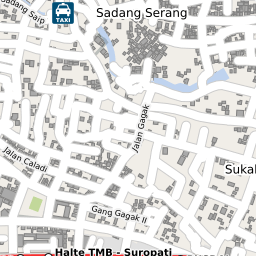 TAXI
Sadang Serang
Sadang Saip
Jalan Gagak
Jalan Caladi
Sukal
Gang Gagak II
Halte TMB - Suropati